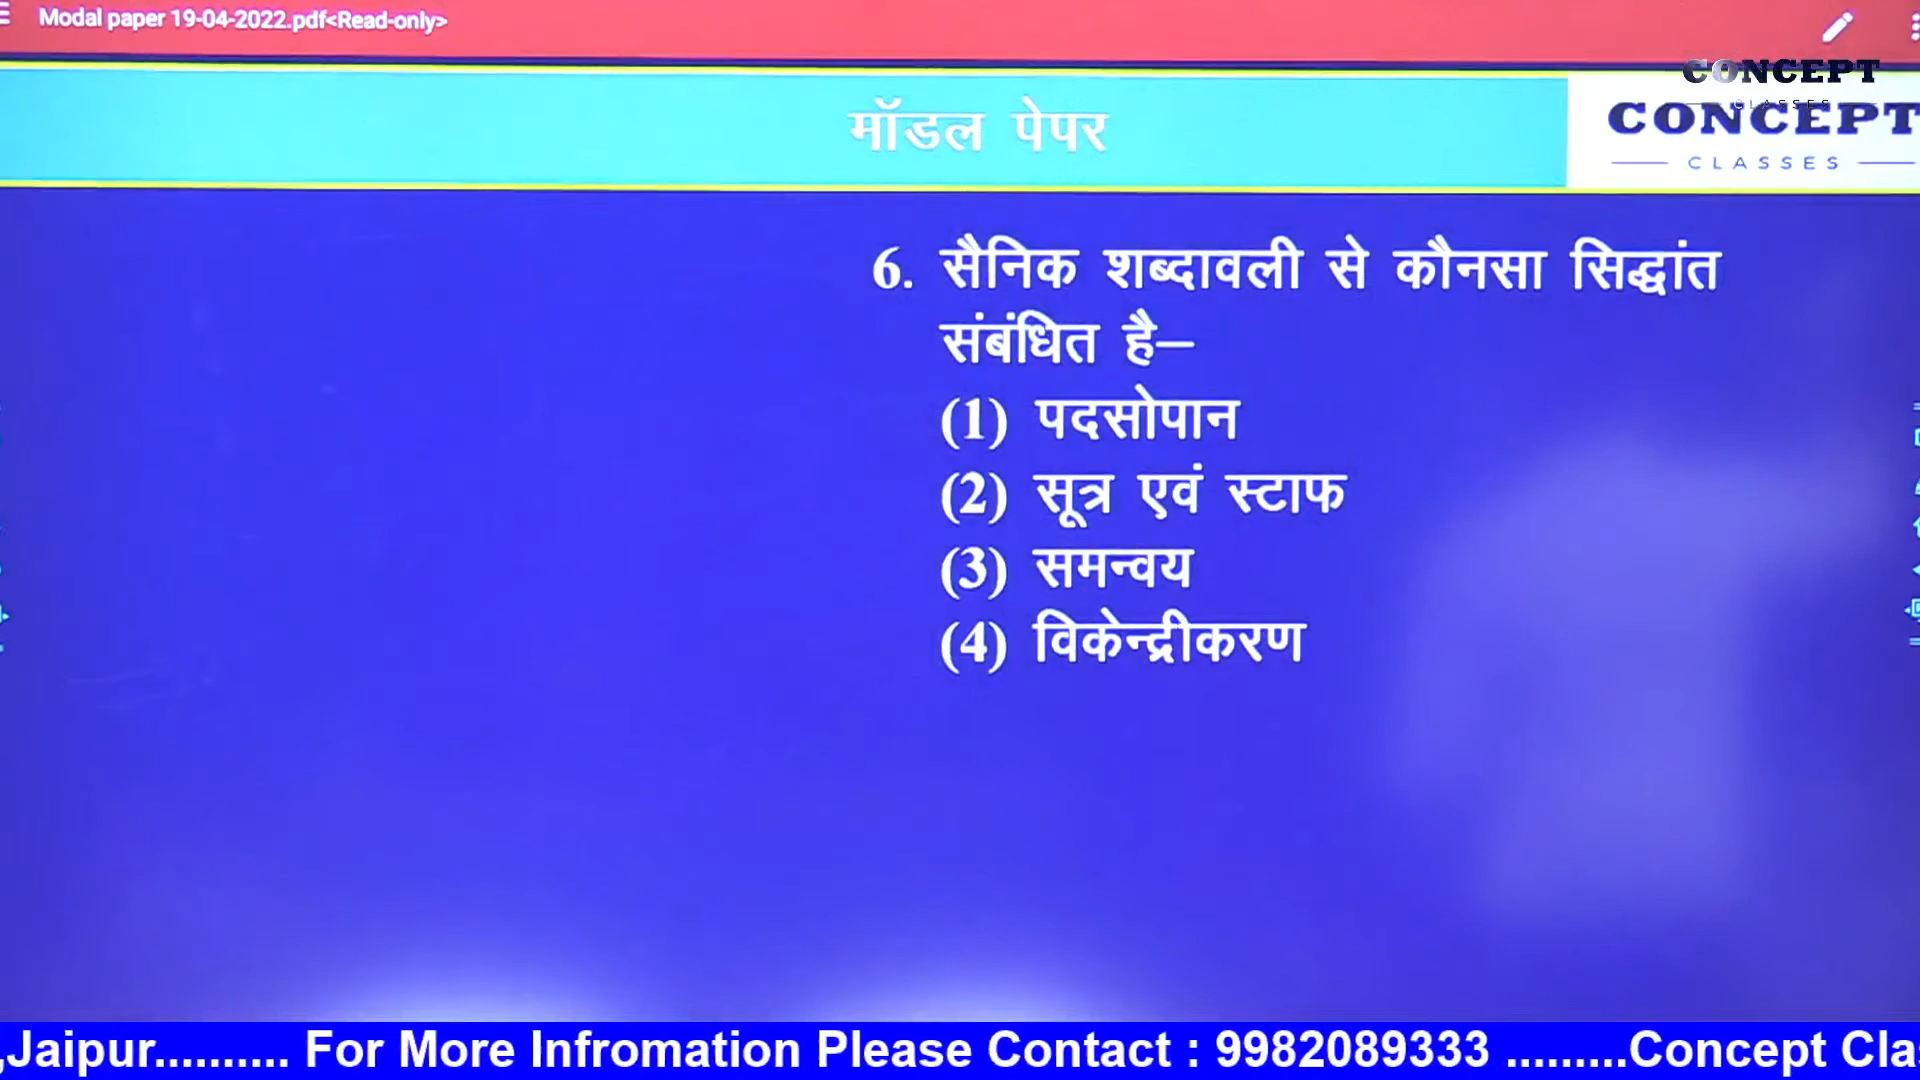 Modal paper 19-04-2022.pdf<Read-only>
CONCEPT
CLASSES
मॉडल पेपर
CONCEPT
CLASSES
6. सैनिक शब्दावली से कौनसा सिद्धांत
संबंधित है–
(1) पदसोपान
(2) सूत्र एवं स्टाफ
(3) समन्वय
(4) विकेन्द्रीकरण
,Jaipur.......... For More Infromation Please Contact : 9982089333 .........Concept Cla